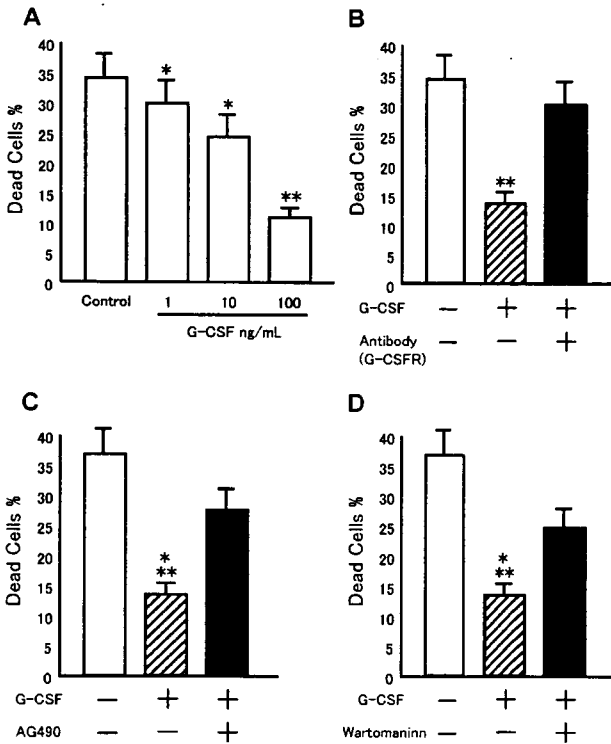 A
Dead Cells %
40
35
30
25
20
15
10
5
0
*
*
**
Control 1 10 100
G-CSF ng/mL
B
Dead Cells %
40
35
30
25
20
15
10
5
0
**
G-CSF − + +
Antibody − − +
(G-CSFR)
C
Dead Cells %
40
35
30
25
20
15
10
5
0
*
**
G-CSF − + +
AG490 − − +
D
Dead Cells %
40
35
30
25
20
15
10
5
0
*
**
G-CSF − + +
Wartomaninn − − +